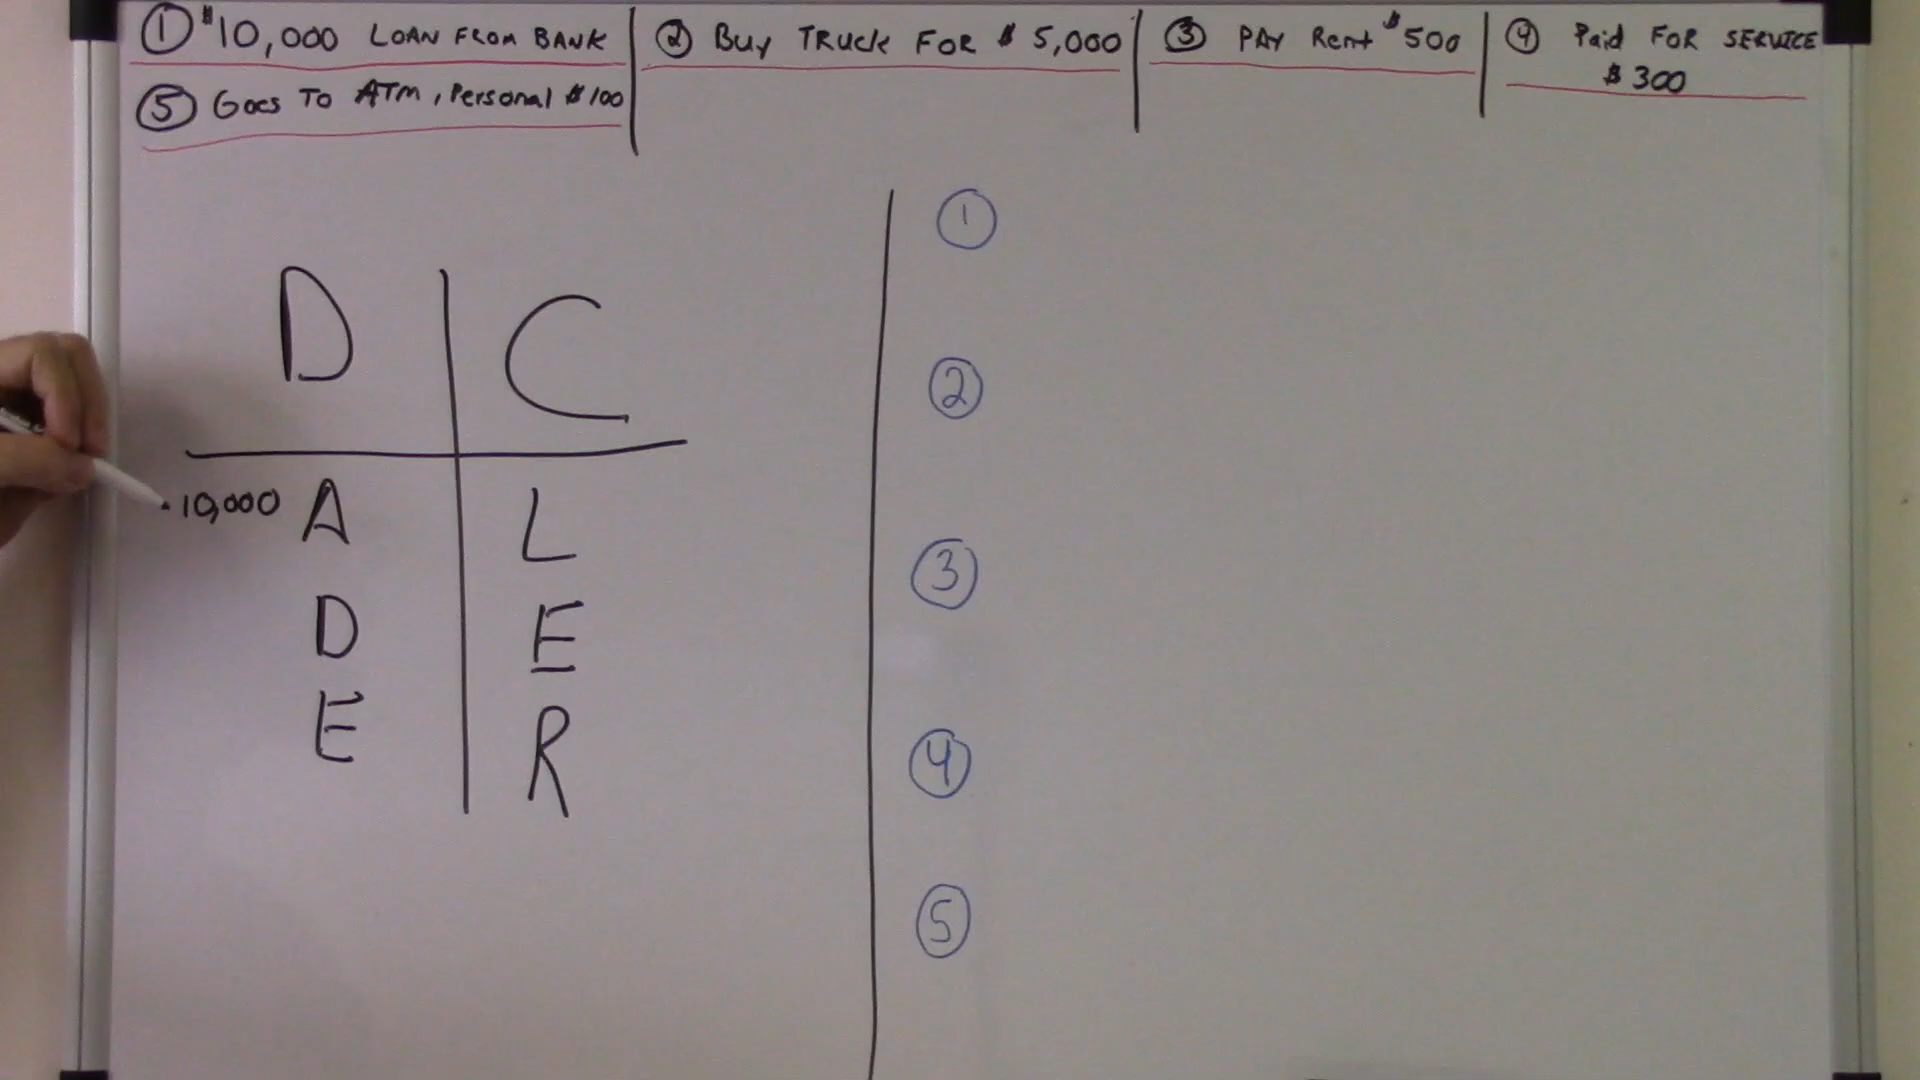 ① $10,000 LOAN FROM BANK
② Buy TRUCK FOR $ 5,000
③ PAY Rent $500
④ Paid FOR SERVICE
$ 300
⑤ Goes To ATM, Personal $100
D C
10,000 A L
D E
E R
①
②
③
④
⑤